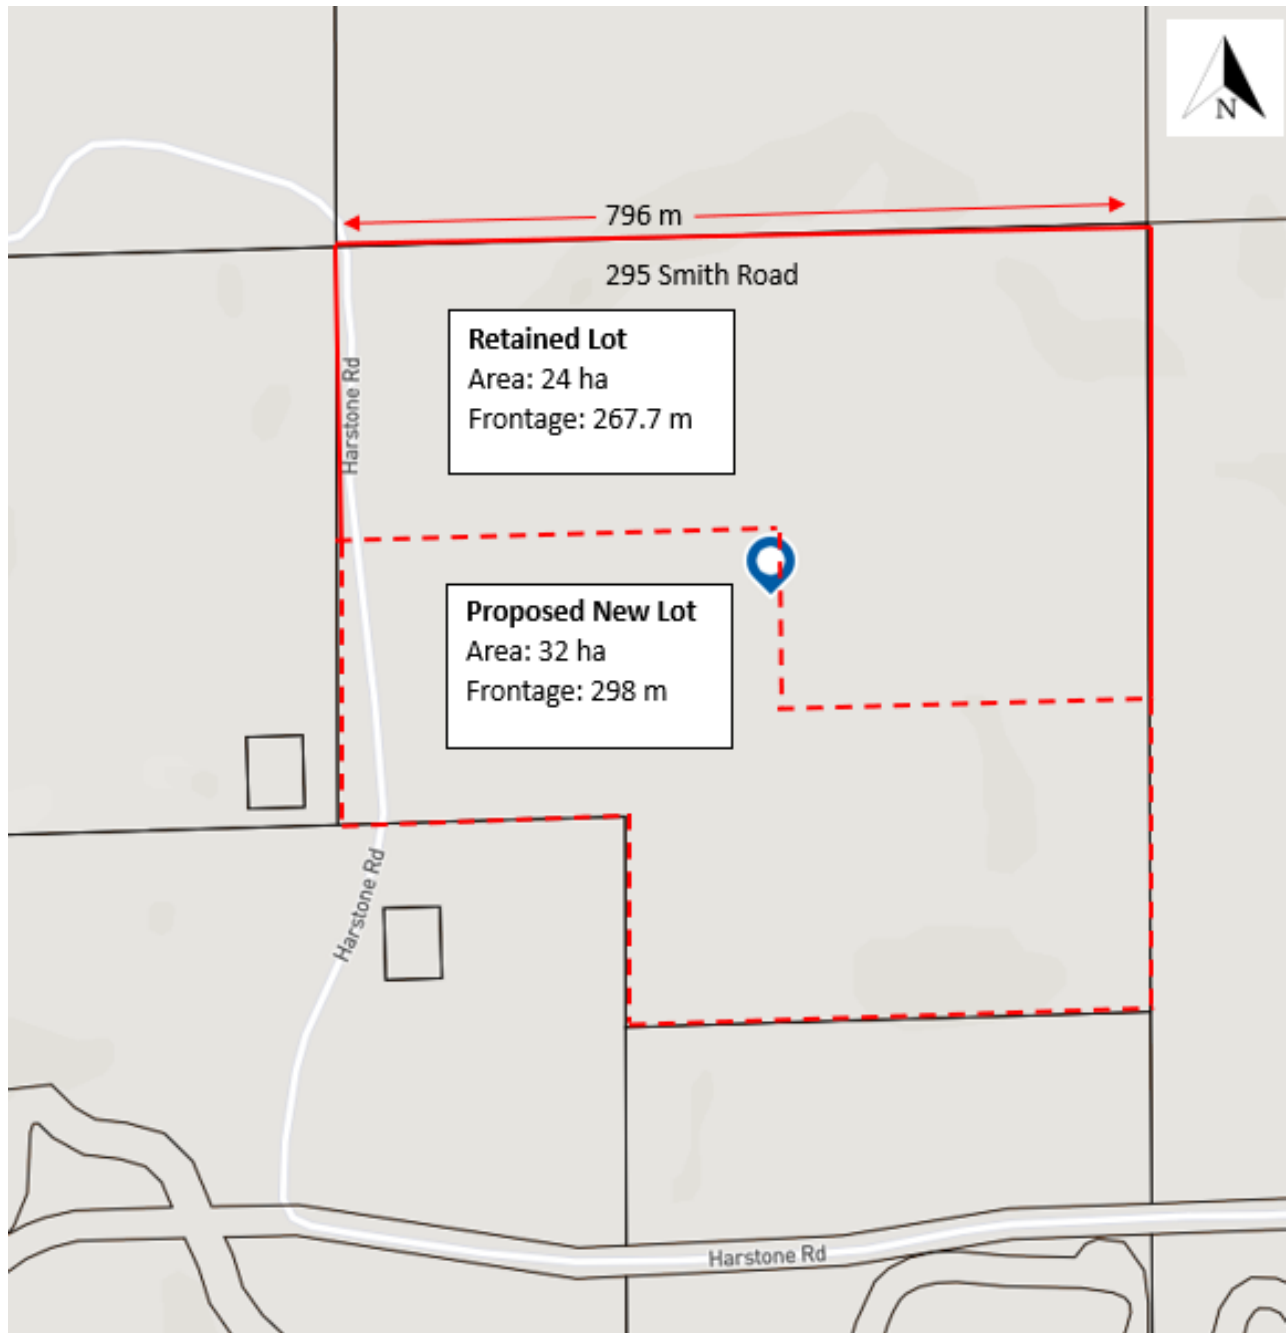 N
796 m
295 Smith Road
Retained Lot
Area: 24 ha
Frontage: 267.7 m
Harstone Rd
Proposed New Lot
Area: 32 ha
Frontage: 298 m
Harstone Rd
Harstone Rd